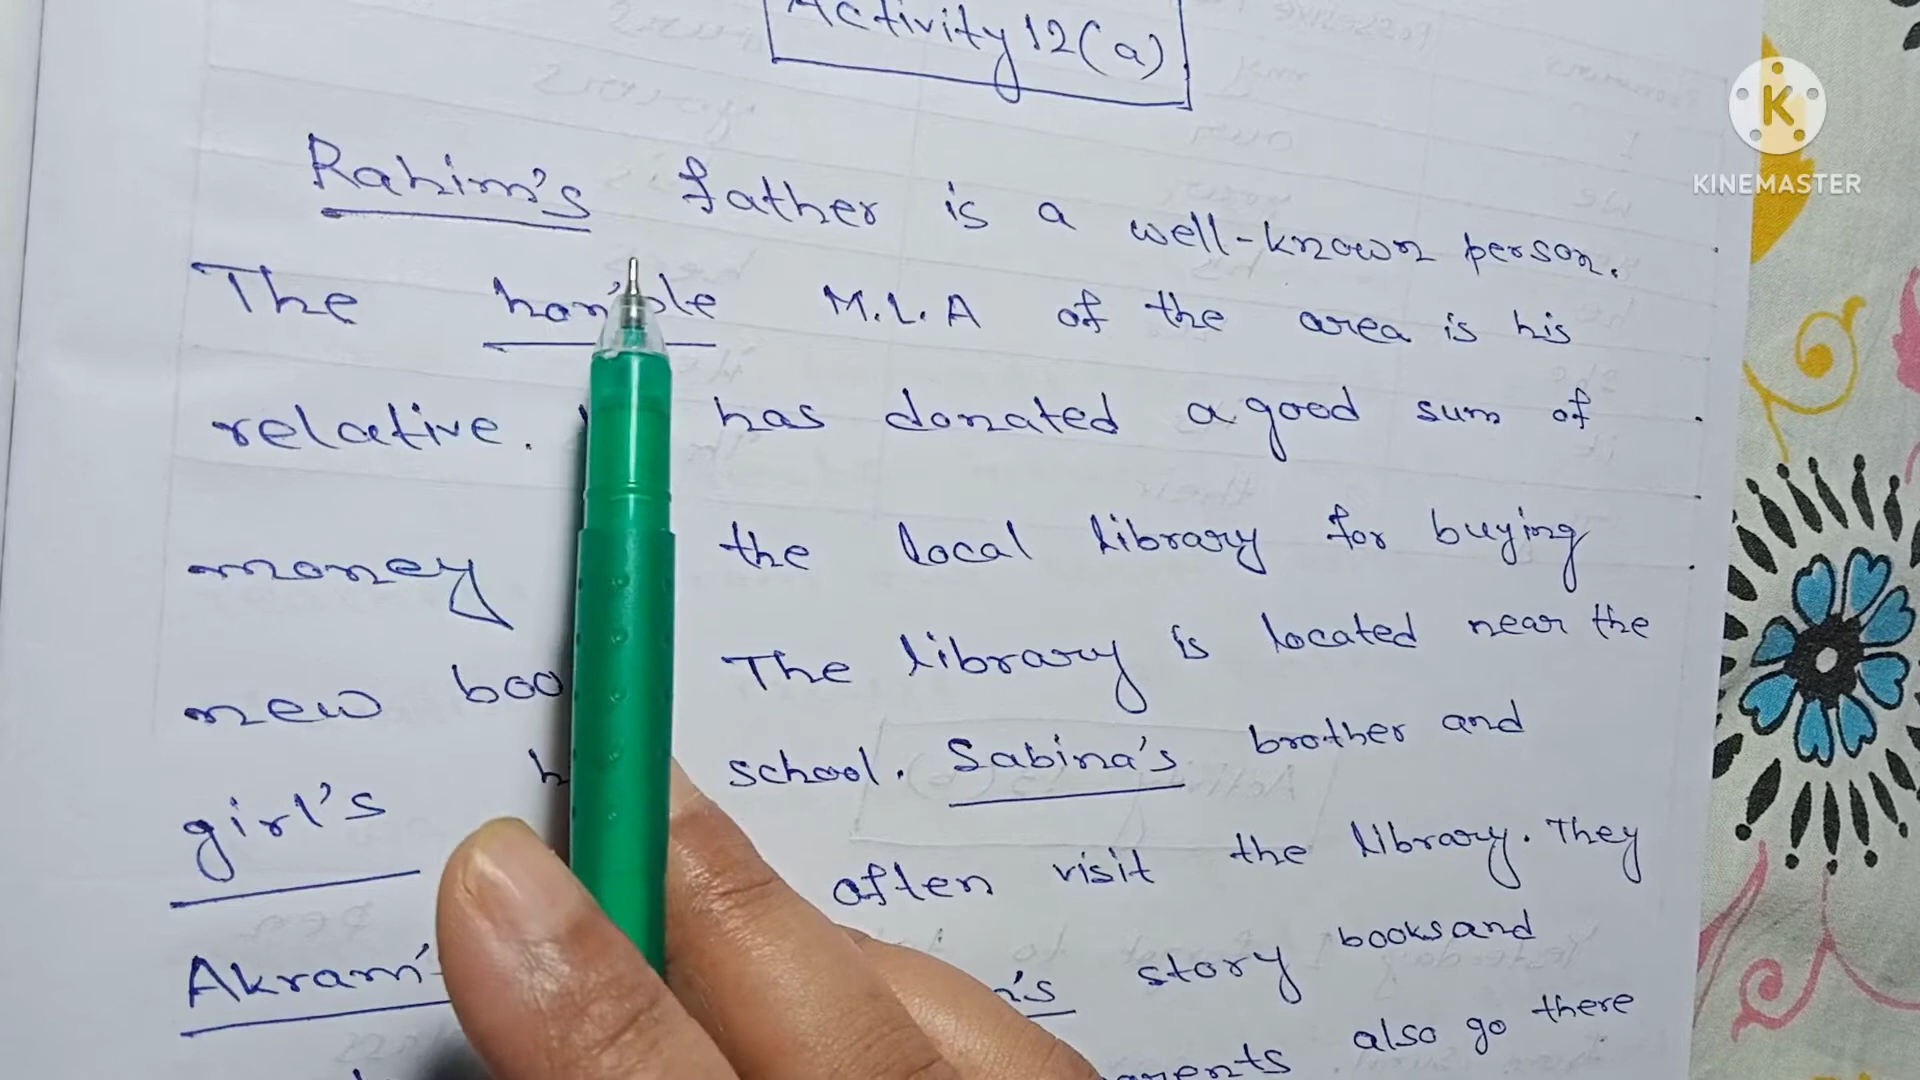 Activity 12(a)
KINEMASTER
Rahim's father is a well-known person.
The hon'ble M.L.A of the area is his
relative. has donated a good sum of
money the local library for buying
new The library is located near the
girl's school. Sabina's brother and
often visit the library. They
story books and
also go there